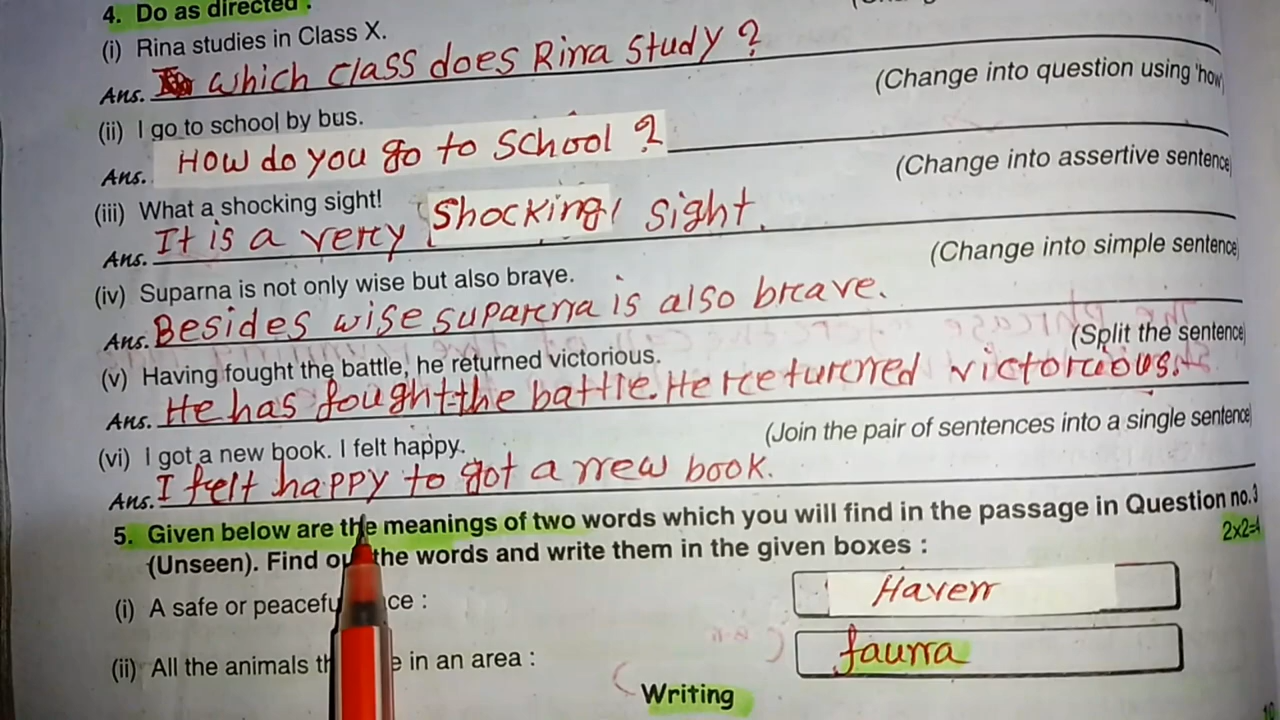 4. Do as directed :
(i) Rina studies in Class X.
Ans. which class does Rina study ?
(Change into question using 'how
(ii) I go to school by bus.
Ans. How do you go to school ?
(Change into assertive sentence
(iii) What a shocking sight!
Ans. It is a very shocking sight.
(Change into simple sentence
(iv) Suparna is not only wise but also brave.
Ans. Besides wise suparna is also brave.
(Split the sentence
(v) Having fought the battle, he returned victorious.
Ans. He has fought the battle. He returned victorious.
(Join the pair of sentences into a single sentence
(vi) I got a new book. I felt happy.
Ans. I felt happy to got a new book.
5. Given below are the meanings of two words which you will find in the passage in Question no.3
(Unseen). Find out the words and write them in the given boxes :
2x2=4
(i) A safe or peaceful ce :
Haven
(ii) All the animals th e in an area :
fauna
Writing